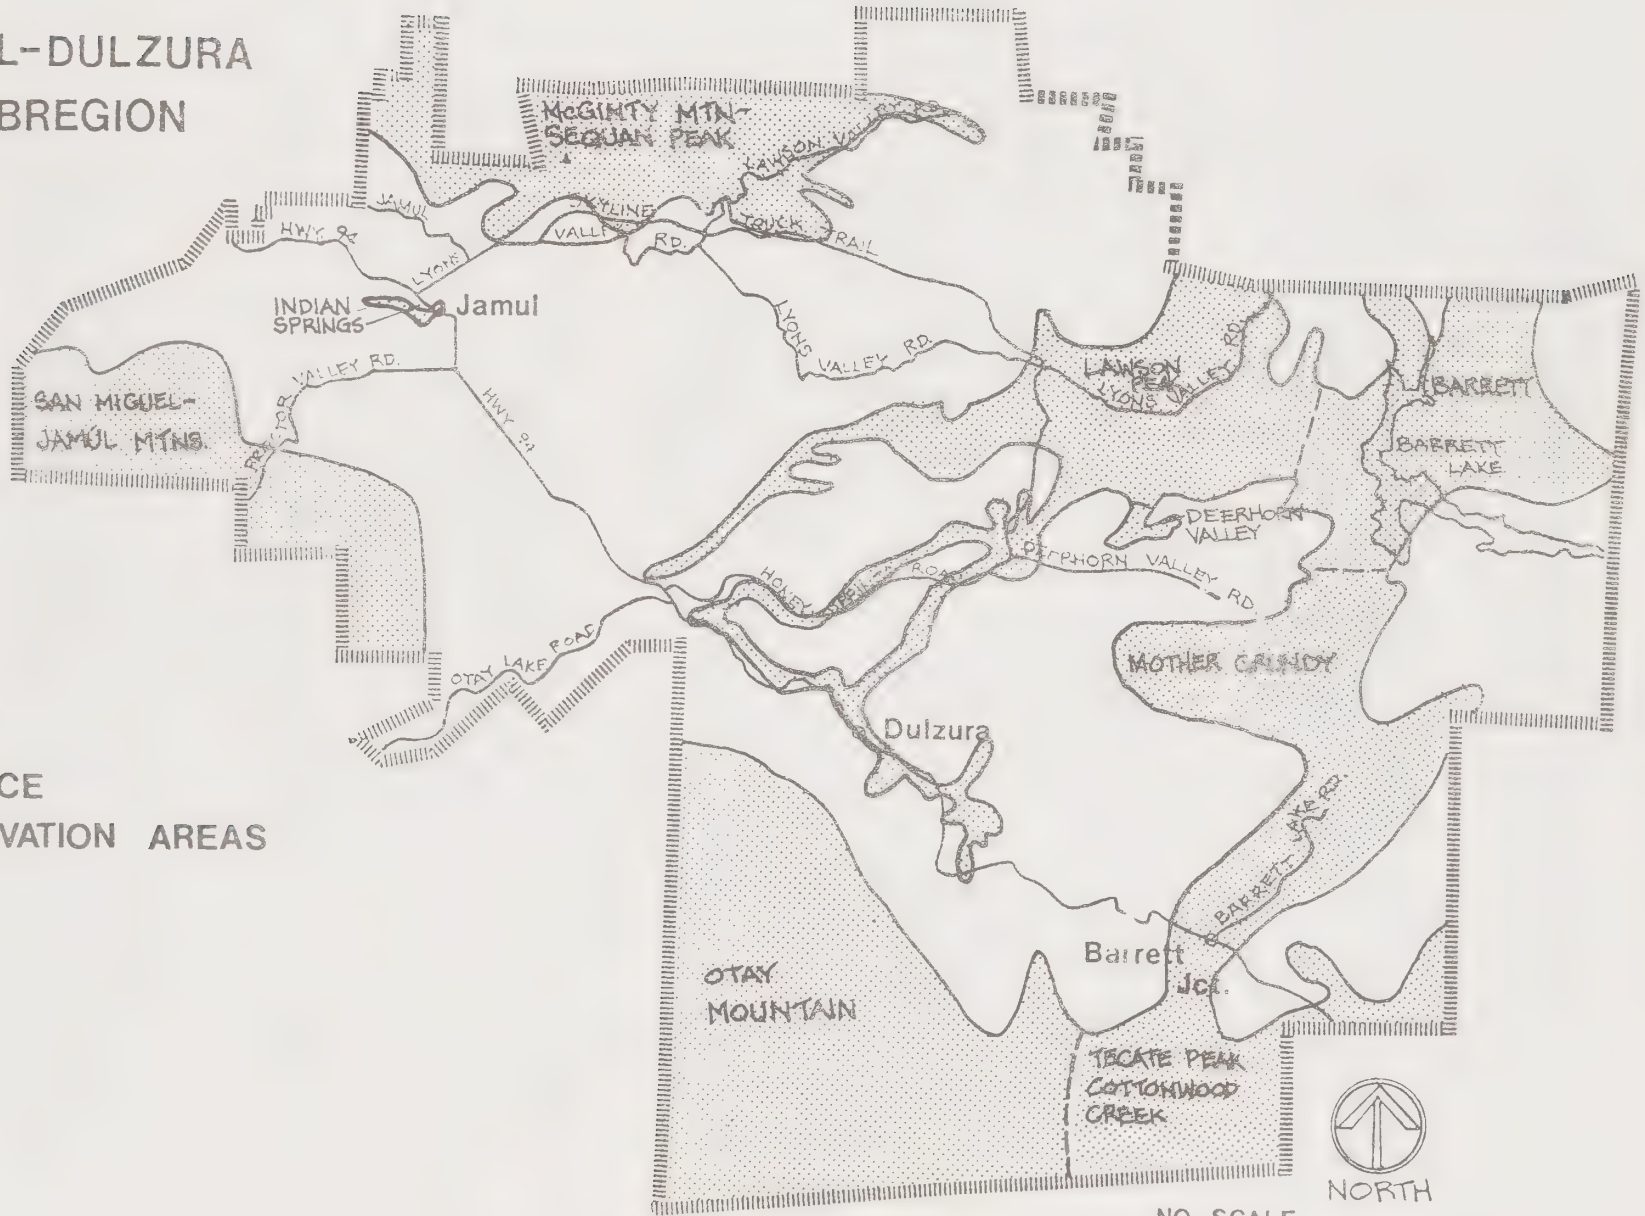 L-DULZURA
BREGION
McGINTY MTN-
SEQUAN PEAK
LAWSON
JAMUL
SKYLINE
TRUCK TRAIL
HWY 94
VALLEY RD.
LYONS
INDIAN
SPRINGS
Jamul
LYONS VALLEY RD.
VALLEY RD.
SAN MIGUEL-
JAMUL MTNS.
HWY 94
LAWSON
PEAK
LYONS VALLEY RD.
BARRETT
BARRETT
LAKE
DEERHORN
VALLEY
HONEY SPRINGS ROAD
DEERHORN VALLEY RD
OTAY LAKE ROAD
MOTHER GRUNDY
Dulzura
CE
VATION AREAS
BARRETT LAKE RD.
Barrett
Jct.
OTAY
MOUNTAIN
TECATE PEAK
COTTONWOOD
CREEK
NORTH
NO SCALE